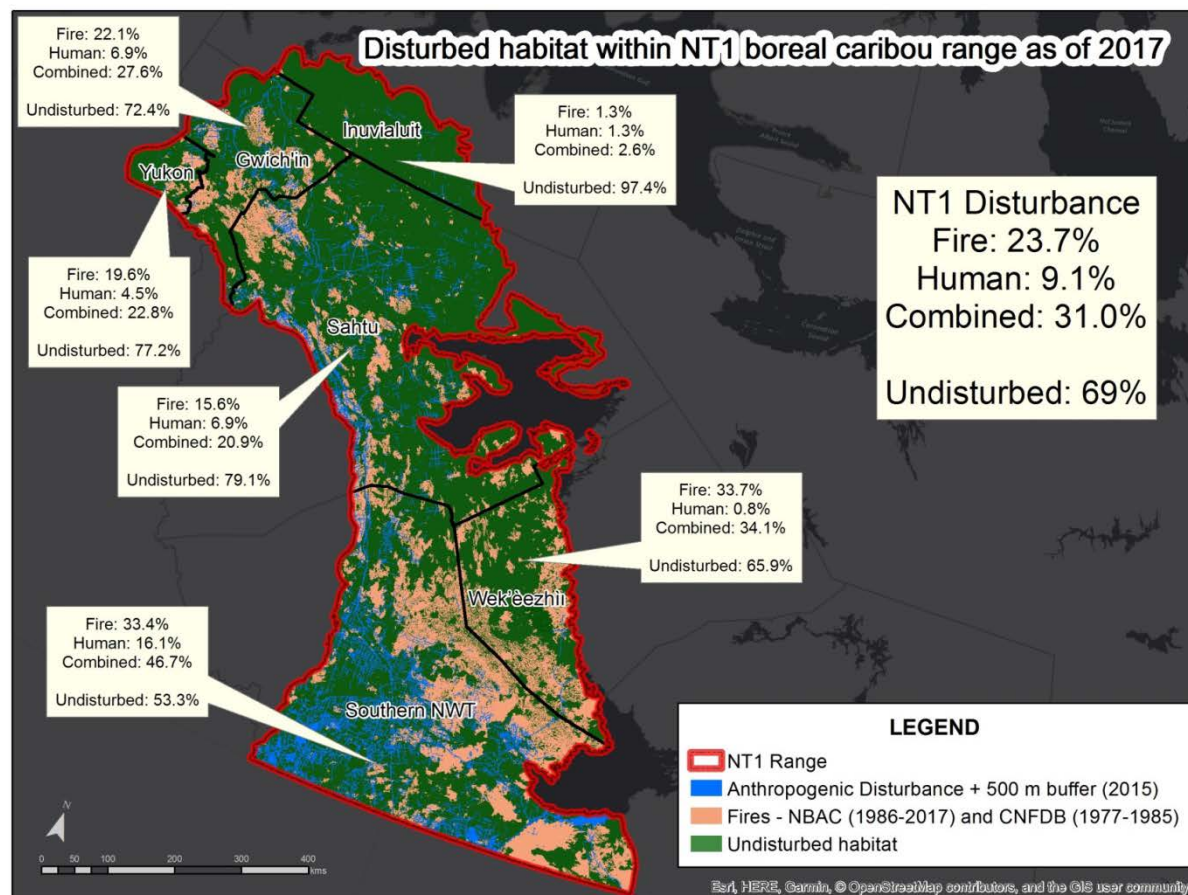 Disturbed habitat within NT1 boreal caribou range as of 2017
Fire: 22.1%
Human: 6.9%
Combined: 27.6%
Undisturbed: 72.4%
Fire: 1.3%
Human: 1.3%
Combined: 2.6%
Undisturbed: 97.4%
Inuvialuit
Gwich'in
Yukon
NT1 Disturbance
Fire: 23.7%
Human: 9.1%
Combined: 31.0%
Undisturbed: 69%
Fire: 19.6%
Human: 4.5%
Combined: 22.8%
Undisturbed: 77.2%
Sahtu
Fire: 15.6%
Human: 6.9%
Combined: 20.9%
Undisturbed: 79.1%
Fire: 33.7%
Human: 0.8%
Combined: 34.1%
Undisturbed: 65.9%
Wek'èezhìi
Fire: 33.4%
Human: 16.1%
Combined: 46.7%
Undisturbed: 53.3%
Southern NWT
LEGEND
NT1 Range
Anthropogenic Disturbance + 500 m buffer (2015)
Fires - NBAC (1986-2017) and CNFDB (1977-1985)
Undisturbed habitat
N
0 50 100 200 300 400
kms
Esri, HERE, Garmin, © OpenStreetMap contributors, and the GIS user community